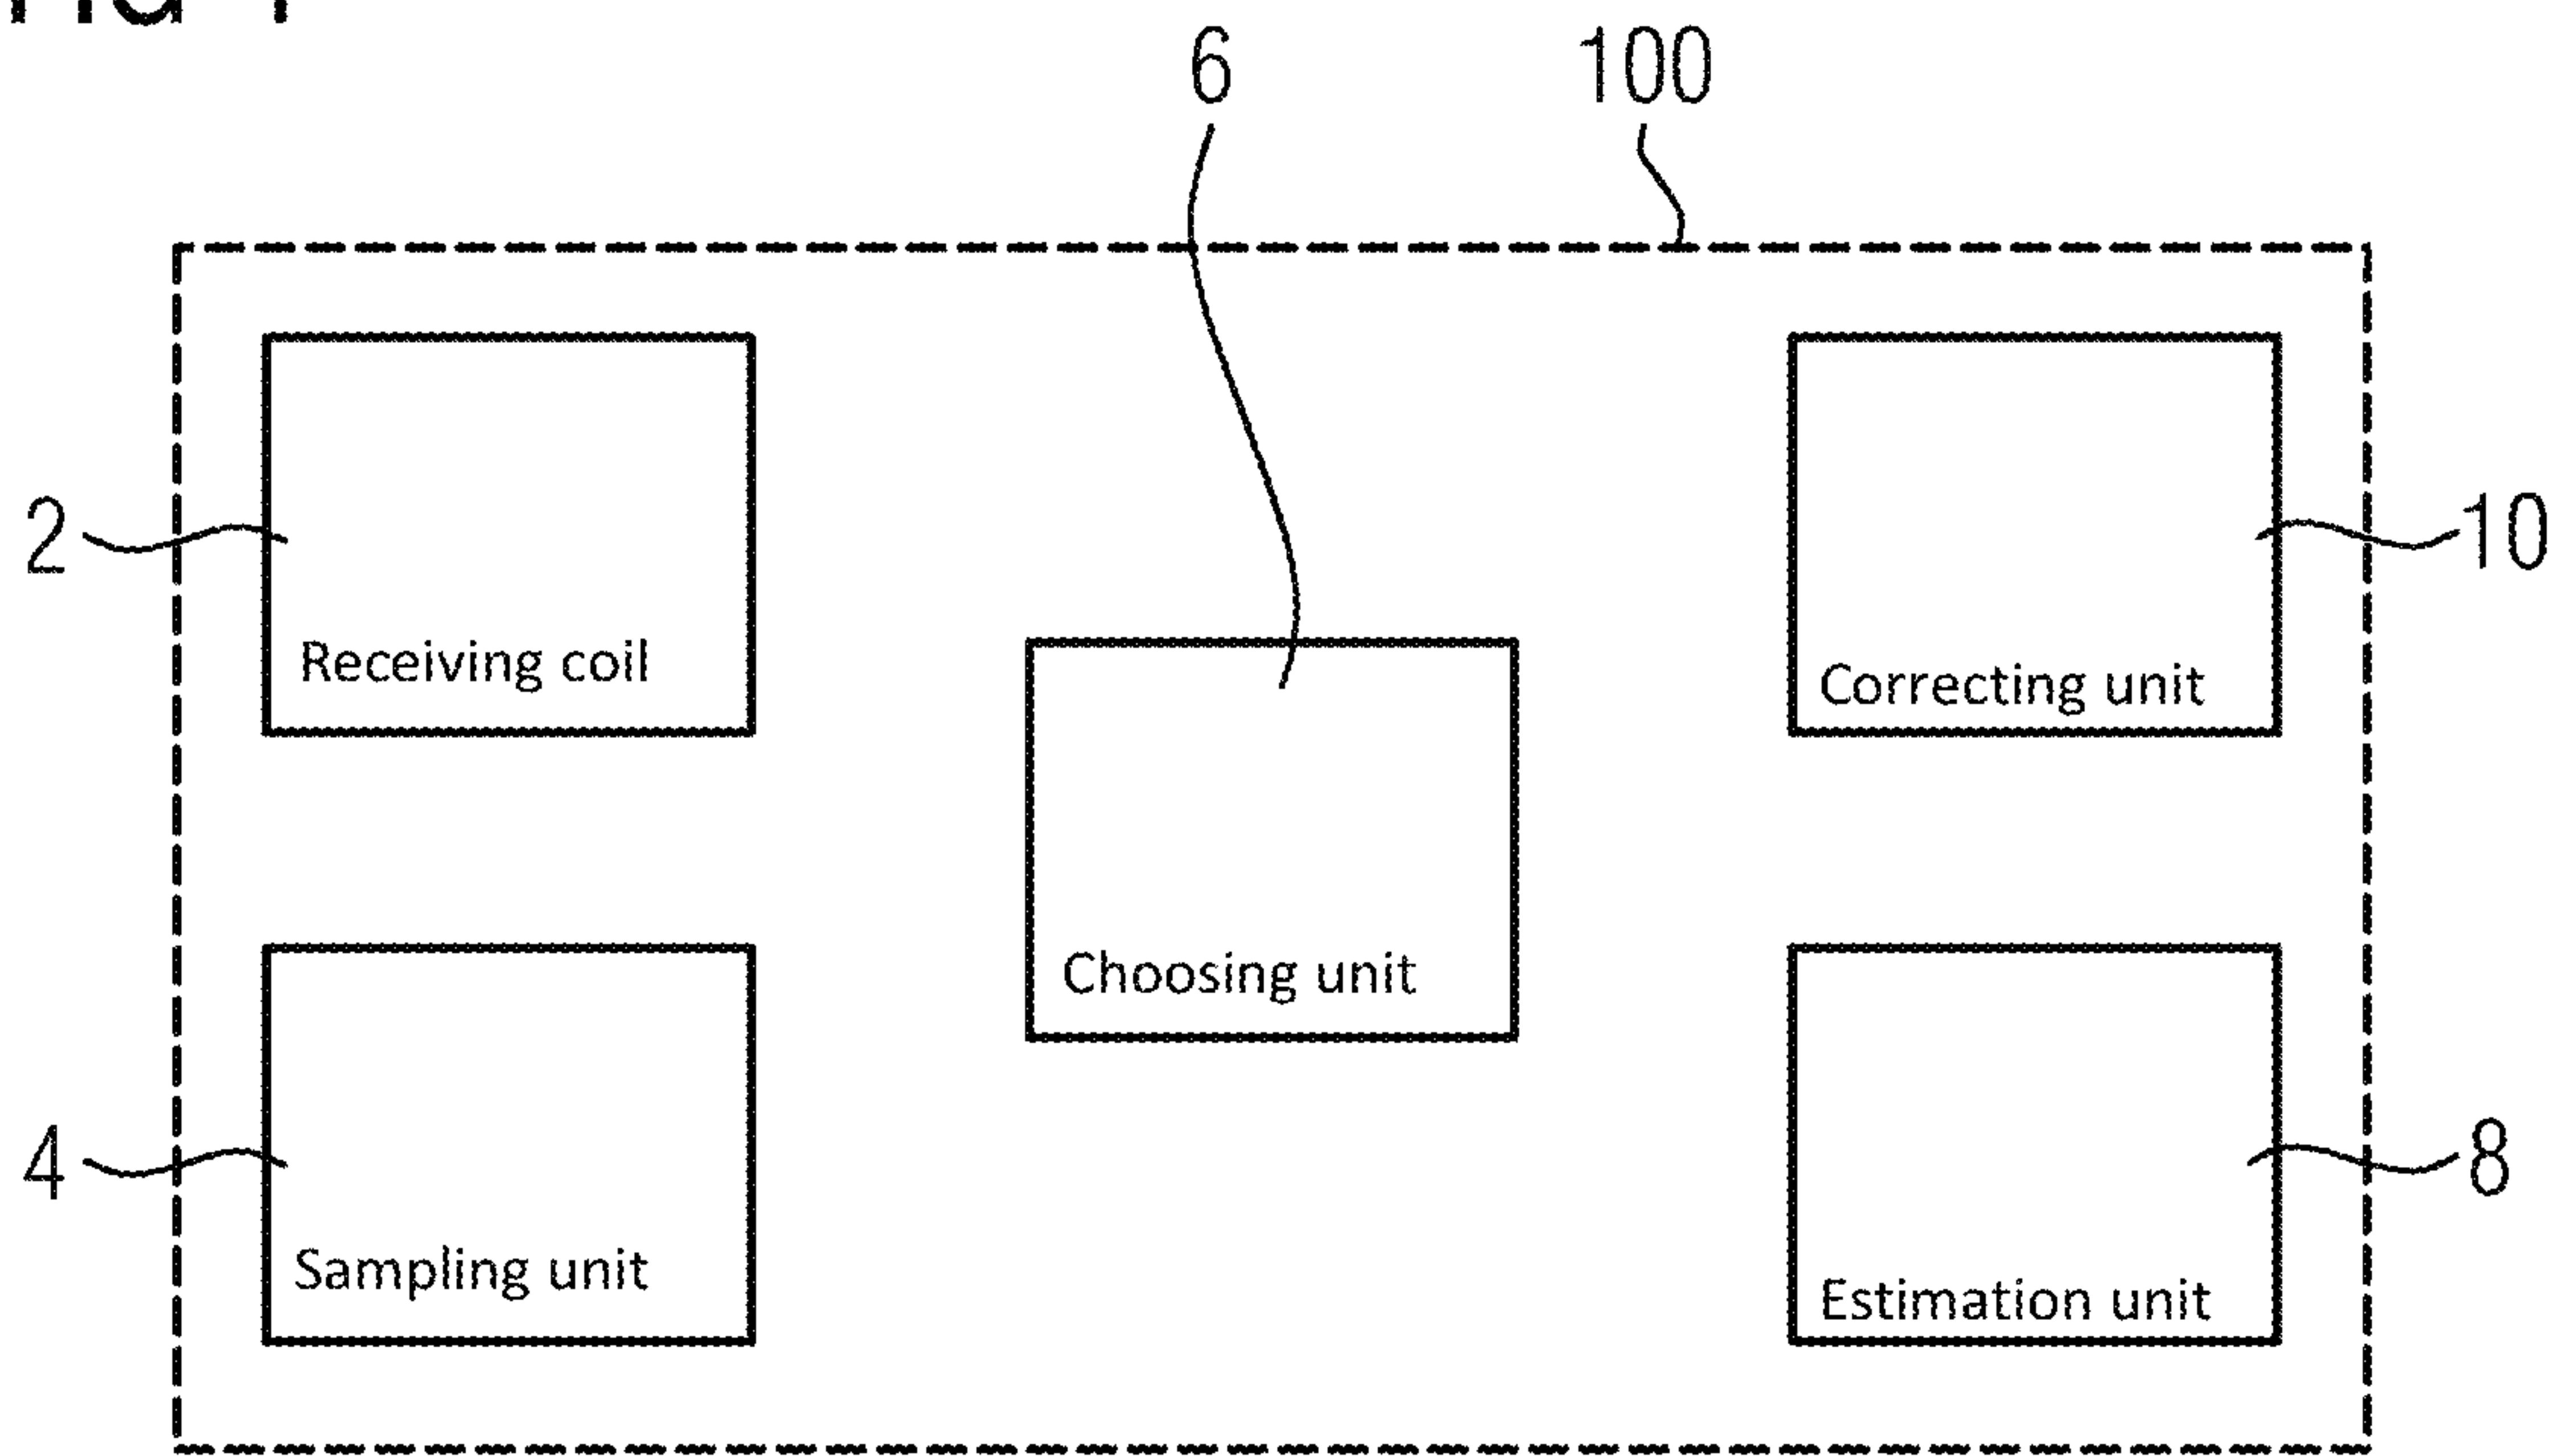 6 100
2 10
Receiving coil
Correcting unit
Choosing unit
4 8
Sampling unit
Estimation unit